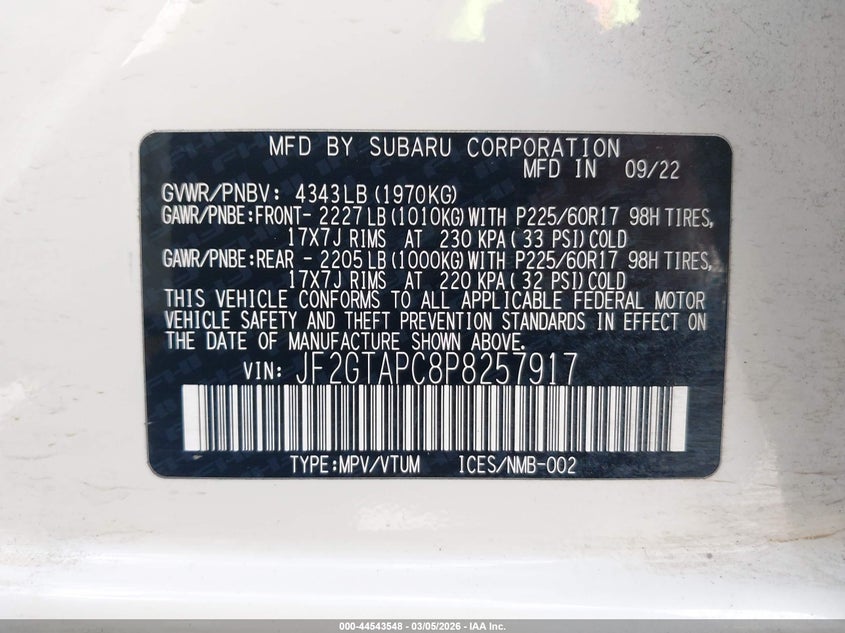 MFD BY SUBARU CORPORATION
MFD IN 09/22
GVWR/PNBV: 4343LB (1970KG)
GAWR/PNBE:FRONT- 2227 LB (1010KG) WITH P225/60R17 98H TIRES,
17X7J RIMS AT 230 KPA( 33 PSI)COLD
GAWR/PNBE:REAR - 2205 LB (1000KG) WITH P225/60R17 98H TIRES,
17X7J RIMS AT 220 KPA( 32 PSI)COLD
THIS VEHICLE CONFORMS TO ALL APPLICABLE FEDERAL MOTOR
VEHICLE SAFETY AND THEFT PREVENTION STANDARDS IN EFFECT ON
THE DATE OF MANUFACTURE SHOWN ABOVE.
VIN: JF2GTAPC8P8257917
TYPE:MPV/VTUM ICES/NMB-002
000-44543548 - 03/05/2026 - IAA Inc.